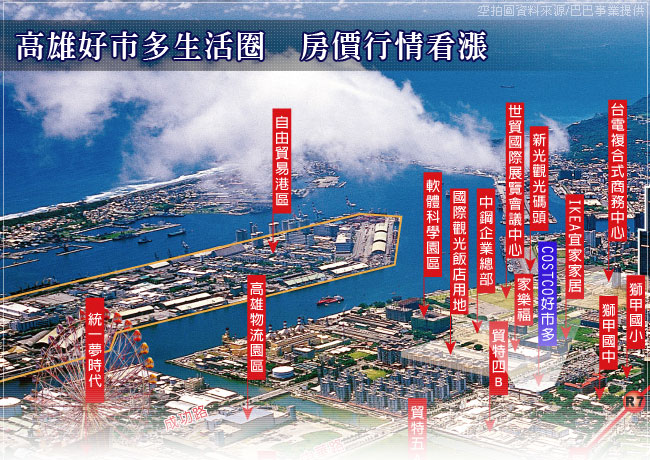 空拍圖資料來源/巴巴事業提供
高雄好市多生活圈 房價行情看漲
自由貿易港區
世貿國際展覽會議中心
新光觀光碼頭
台電複合式商務中心
軟體科學園區
國際觀光飯店用地
中鋼企業總部
IKEA宜家家居
COSTCO好市多
家樂福
高雄物流園區
統一夢時代
貿特四B
獅甲國中
獅甲國小
R7
成功路
貿特五